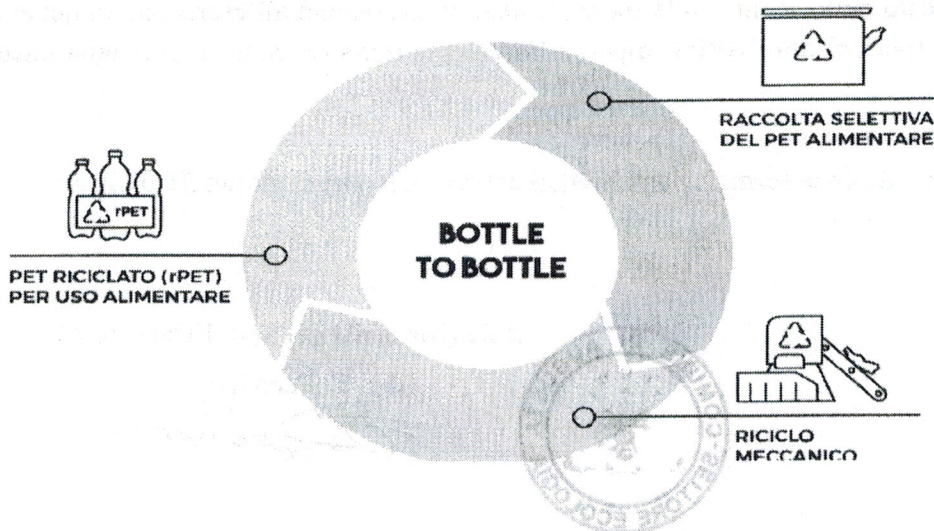 RACCOLTA SELETTIVA
DEL PET ALIMENTARE
rPET
BOTTLE
TO BOTTLE
PET RICICLATO (rPET)
PER USO ALIMENTARE
RICICLO
MECCANICO
SETTORE ECOLOGIA